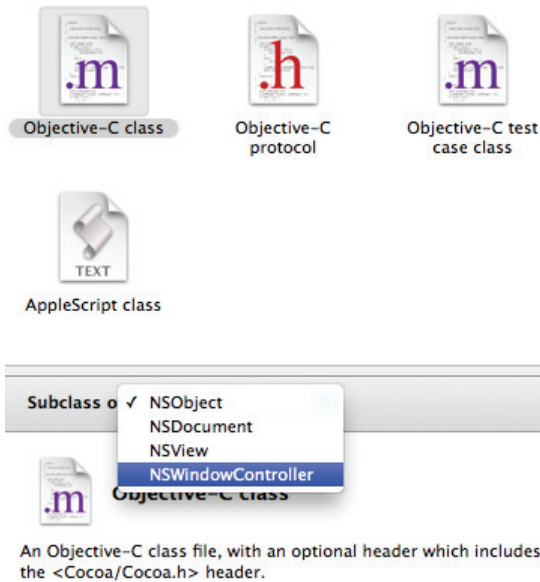 .m
.h
.m
Objective-C class
Objective-C
protocol
Objective-C test
case class
TEXT
AppleScript class
Subclass o
✓ NSObject
NSDocument
NSView
NSWindowController
.m
Objective-C class
An Objective-C class file, with an optional header which includes
the <Cocoa/Cocoa.h> header.